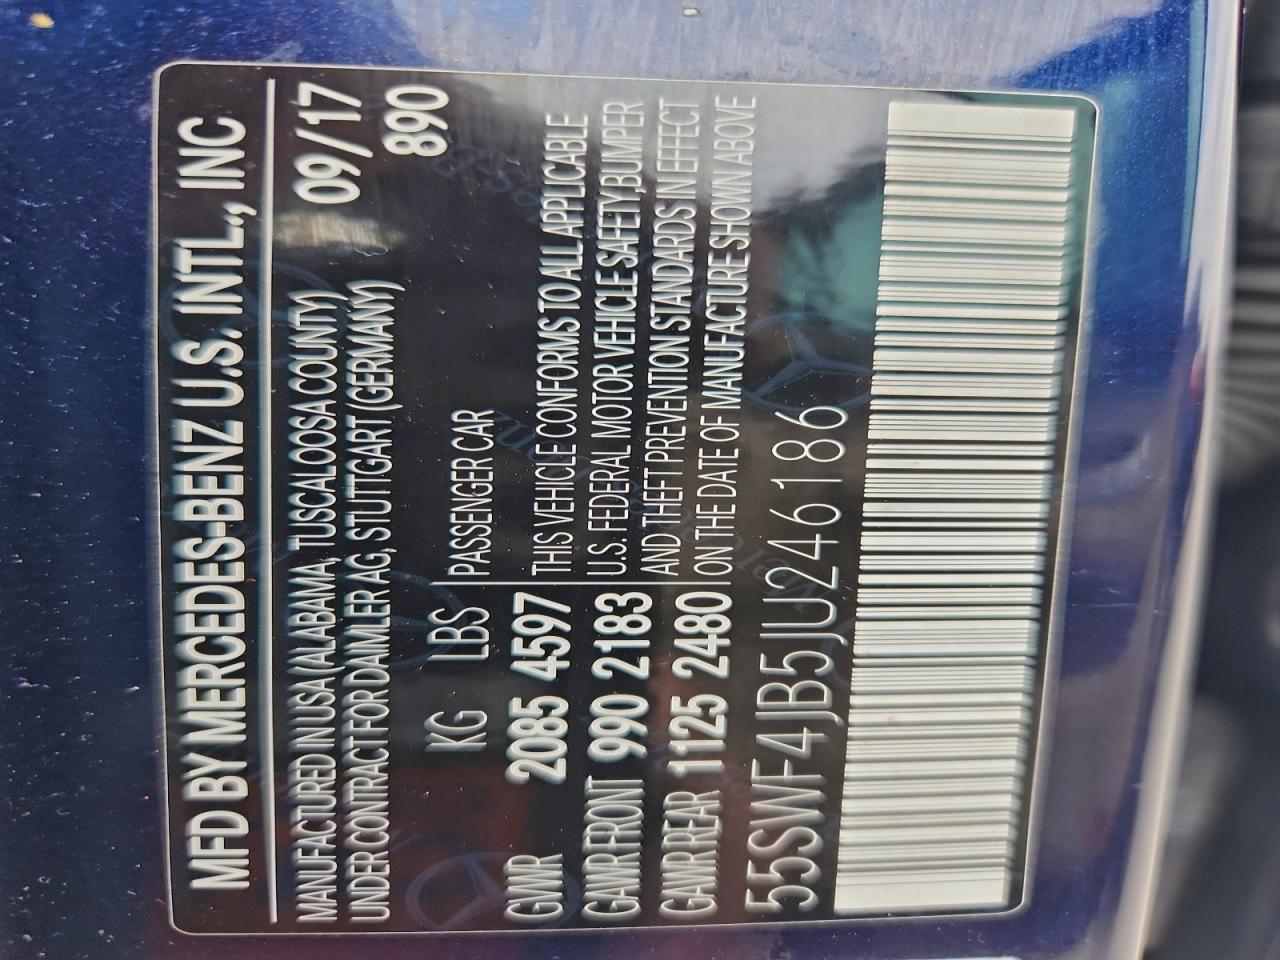 MFD BY MERCEDES-BENZ U.S. INTL., INC
MANUFACTURED IN USA (ALABAMA, TUSCALOOSA COUNTY) 09/17
UNDER CONTRACT FOR DAIMLER AG, STUTTGART (GERMANY) 890
KG LBS PASSENGER CAR
GWR 2085 4597 THIS VEHICLE CONFORMS TO ALL APPLICABLE
GAWR FRONT 990 2183 U.S. FEDERAL MOTOR VEHICLE SAFETY,BUMPER
GAWR REAR 1125 2480 AND THEFT PREVENTION STANDARDS IN EFFECT
ON THE DATE OF MANUFACTURE SHOWN ABOVE
55SWF4JB5JU246186